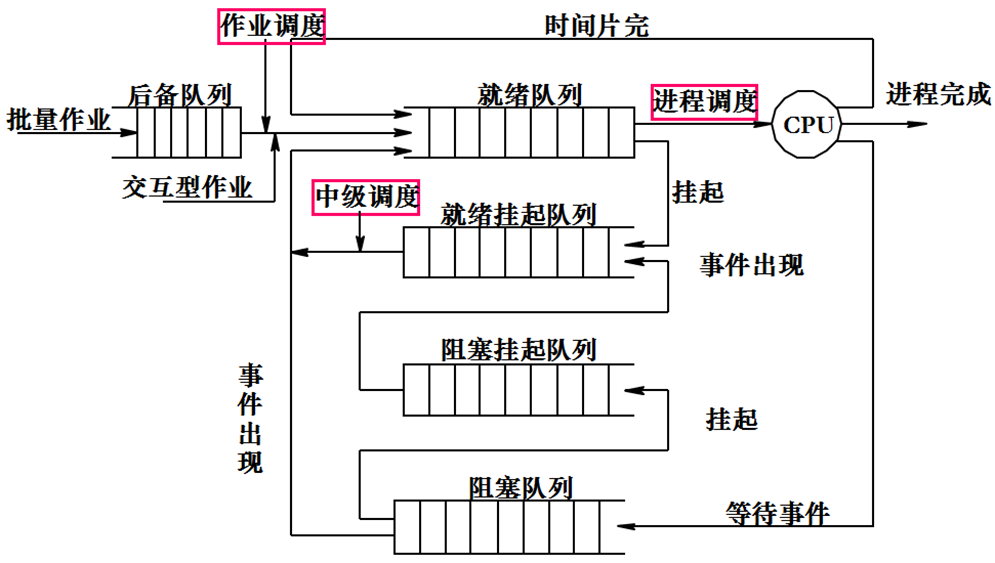 作业调度
时间片完
后备队列
就绪队列
进程调度
进程完成
批量作业
CPU
交互型作业
中级调度
挂起
就绪挂起队列
事件出现
阻塞挂起队列
事件出现
挂起
阻塞队列
等待事件